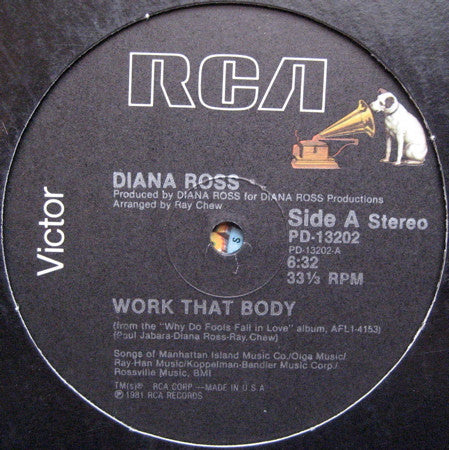 RCA
Victor
DIANA ROSS
Produced by DIANA ROSS for DIANA ROSS Productions
Arranged by Ray Chew
Side A Stereo
PD-13202
PD-13202-A
6:32
33⅓ RPM
WORK THAT BODY
(from the "Why Do Fools Fall in Love" album, AFL1-4153)
(Paul Jabara-Diana Ross-Ray Chew)
Songs of Manhattan Island Music Co./Olga Music/
Ray-Han Music/Koppelman-Bandier Music Corp./
Rossville Music, BMI
TM(s)® RCA CORP—MADE IN U.S.A
℗ 1981 RCA RECORDS